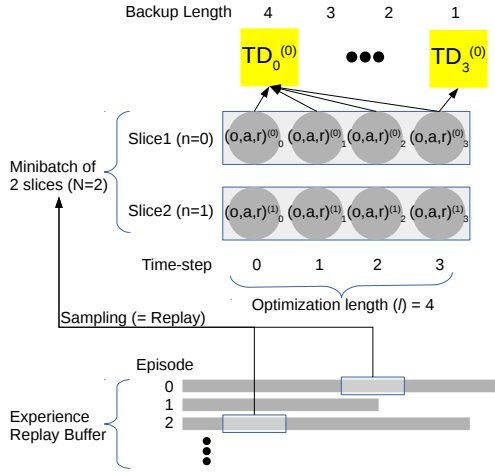 Backup Length 4 3 2 1
TD₀⁽⁰⁾ ●●● TD₃⁽⁰⁾
Slice1 (n=0) (o,a,r)⁽⁰⁾₀ (o,a,r)⁽⁰⁾₁ (o,a,r)⁽⁰⁾₂ (o,a,r)⁽⁰⁾₃
Minibatch of
2 slices (N=2)
Slice2 (n=1) (o,a,r)⁽¹⁾₀ (o,a,r)⁽¹⁾₁ (o,a,r)⁽¹⁾₂ (o,a,r)⁽¹⁾₃
Time-step 0 1 2 3
Optimization length (l) = 4
Sampling (= Replay)
Episode
0
1
2
Experience
Replay Buffer